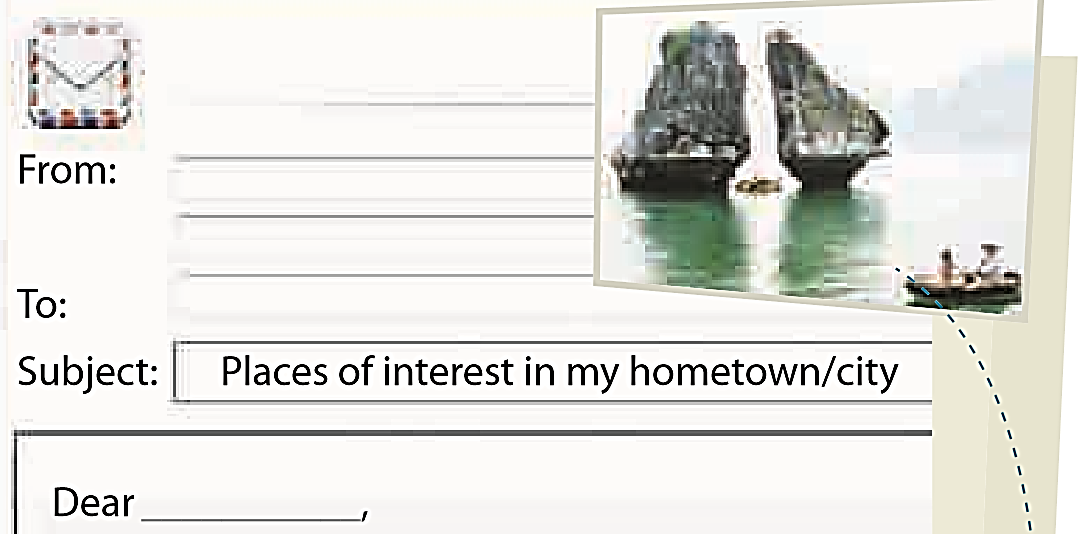 From:
To:
Subject: Places of interest in my hometown/city
Dear ___________,